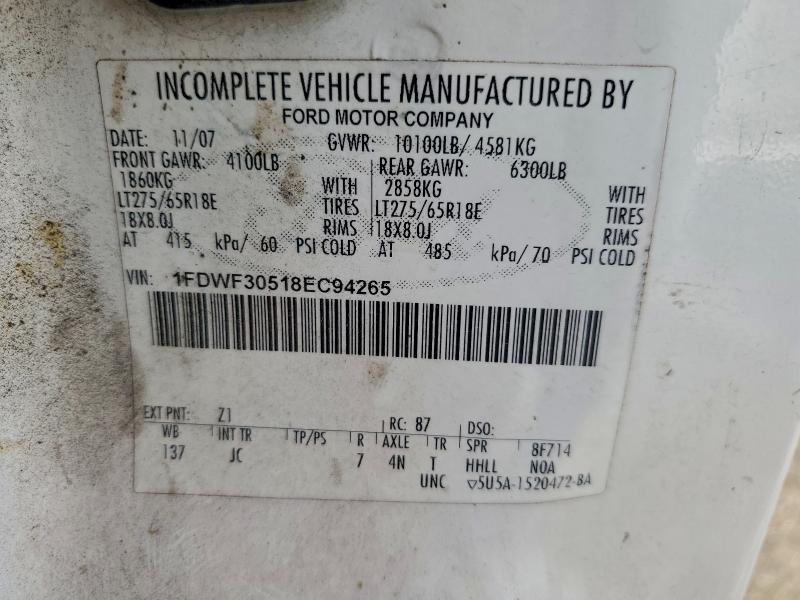 INCOMPLETE VEHICLE MANUFACTURED BY
FORD MOTOR COMPANY
DATE: 11/07 GVWR: 10100LB/ 4581KG
FRONT GAWR: 4100LB REAR GAWR: 6300LB
1860KG WITH 2858KG WITH
LT275/65R18E TIRES LT275/65R18E TIRES
18X8.0J RIMS 18X8.0J RIMS
AT 415 kPa/ 60 PSI COLD AT 485 kPa/ 70 PSI COLD
VIN: 1FDWF30518EC94265
EXT PNT: Z1 RC: 87 DSO:
WB INT TR TP/PS R AXLE TR SPR 8F714
137 JC 7 4N T HHLL NOA
UNC ▽5U5A-1520472-BA